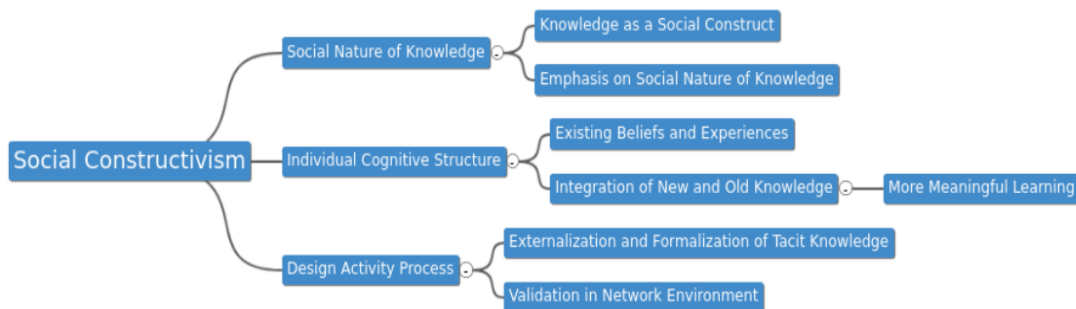 Social Constructivism
Social Nature of Knowledge
Knowledge as a Social Construct
Emphasis on Social Nature of Knowledge
Individual Cognitive Structure
Existing Beliefs and Experiences
Integration of New and Old Knowledge
More Meaningful Learning
Design Activity Process
Externalization and Formalization of Tacit Knowledge
Validation in Network Environment